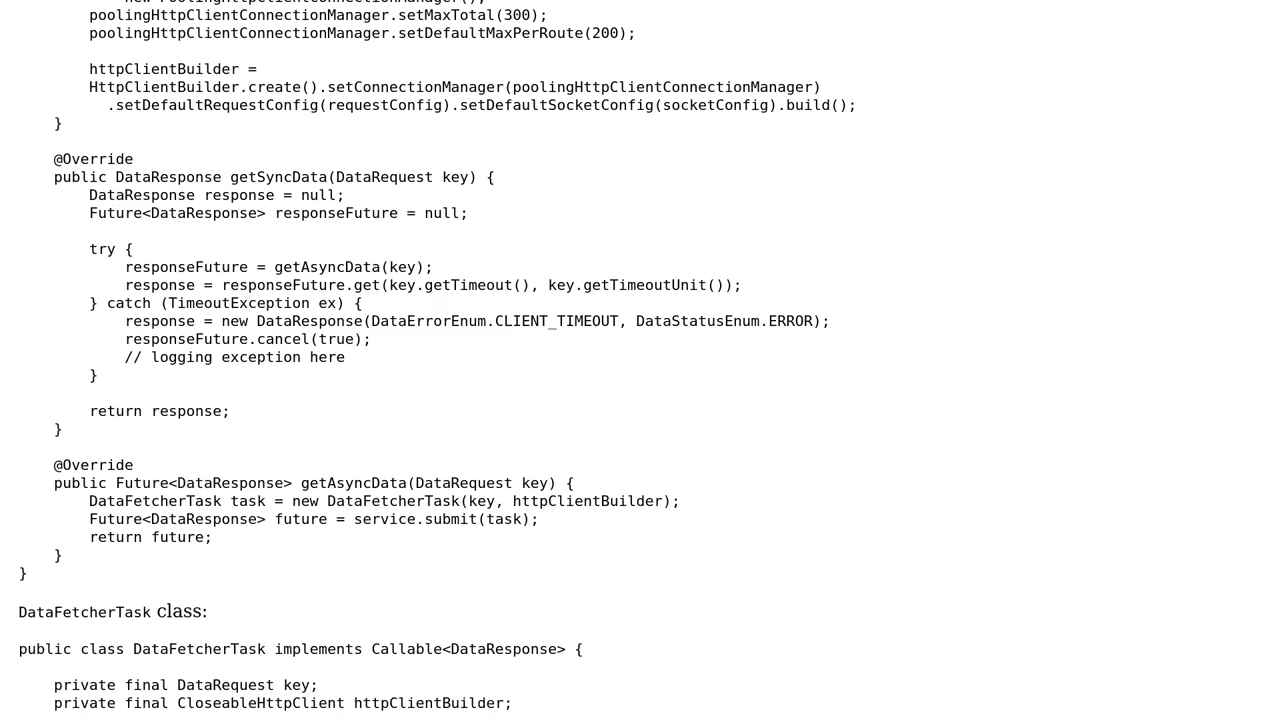 new PoolingHttpClientConnectionManager();
poolingHttpClientConnectionManager.setMaxTotal(300);
poolingHttpClientConnectionManager.setDefaultMaxPerRoute(200);
httpClientBuilder =
HttpClientBuilder.create().setConnectionManager(poolingHttpClientConnectionManager)
.setDefaultRequestConfig(requestConfig).setDefaultSocketConfig(socketConfig).build();
}
@Override
public DataResponse getSyncData(DataRequest key) {
DataResponse response = null;
Future<DataResponse> responseFuture = null;
try {
responseFuture = getAsyncData(key);
response = responseFuture.get(key.getTimeout(), key.getTimeoutUnit());
} catch (TimeoutException ex) {
response = new DataResponse(DataErrorEnum.CLIENT_TIMEOUT, DataStatusEnum.ERROR);
responseFuture.cancel(true);
// logging exception here
}
return response;
}
@Override
public Future<DataResponse> getAsyncData(DataRequest key) {
DataFetcherTask task = new DataFetcherTask(key, httpClientBuilder);
Future<DataResponse> future = service.submit(task);
return future;
}
}
DataFetcherTask class:
public class DataFetcherTask implements Callable<DataResponse> {
private final DataRequest key;
private final CloseableHttpClient httpClientBuilder;